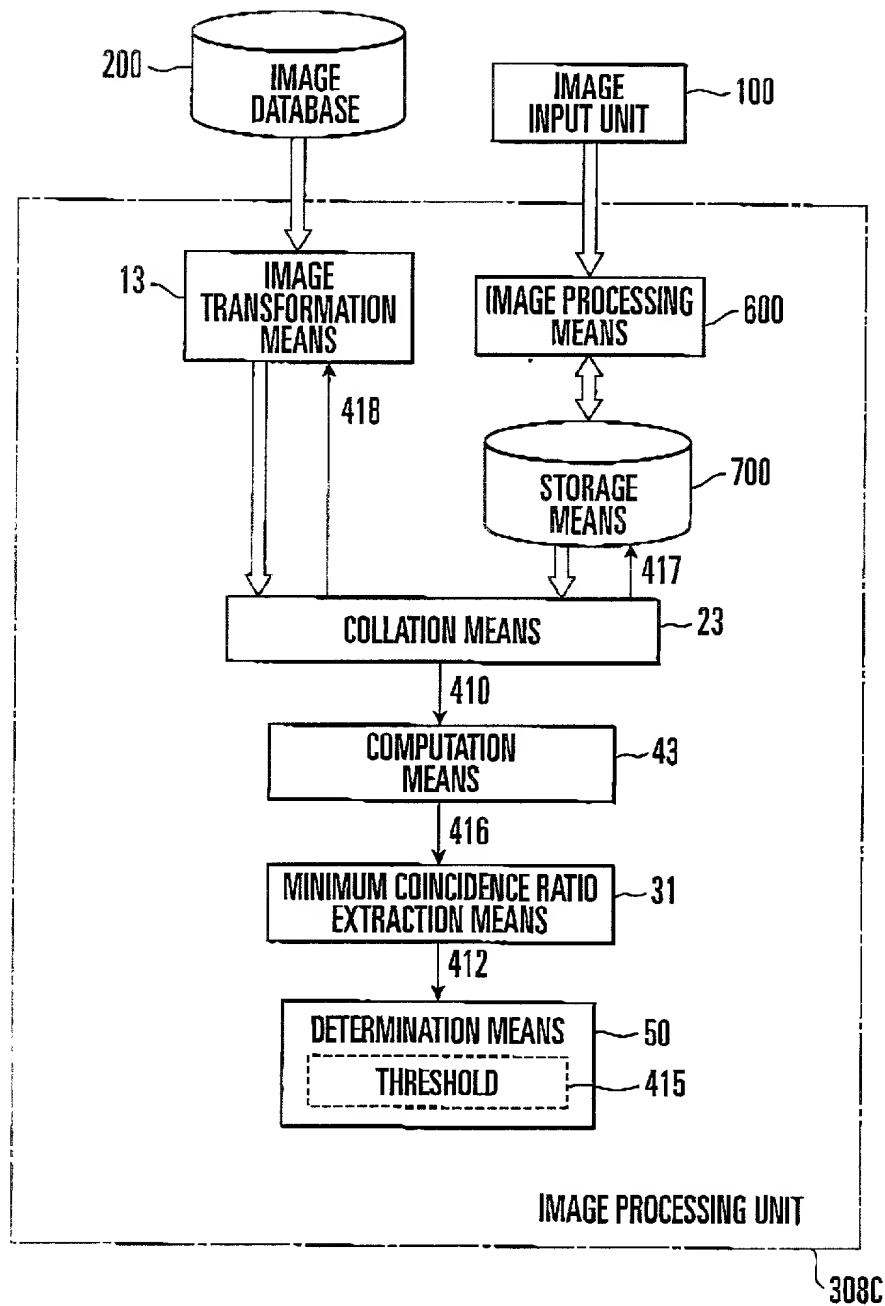 200
IMAGE
DATABASE
IMAGE
INPUT UNIT
100
13
IMAGE
TRANSFORMATION
MEANS
IMAGE PROCESSING
MEANS
600
418
STORAGE
MEANS
700
417
COLLATION MEANS
23
410
COMPUTATION
MEANS
43
416
MINIMUM COINCIDENCE RATIO
EXTRACTION MEANS
31
412
DETERMINATION MEANS
50
THRESHOLD
415
IMAGE PROCESSING UNIT
308C